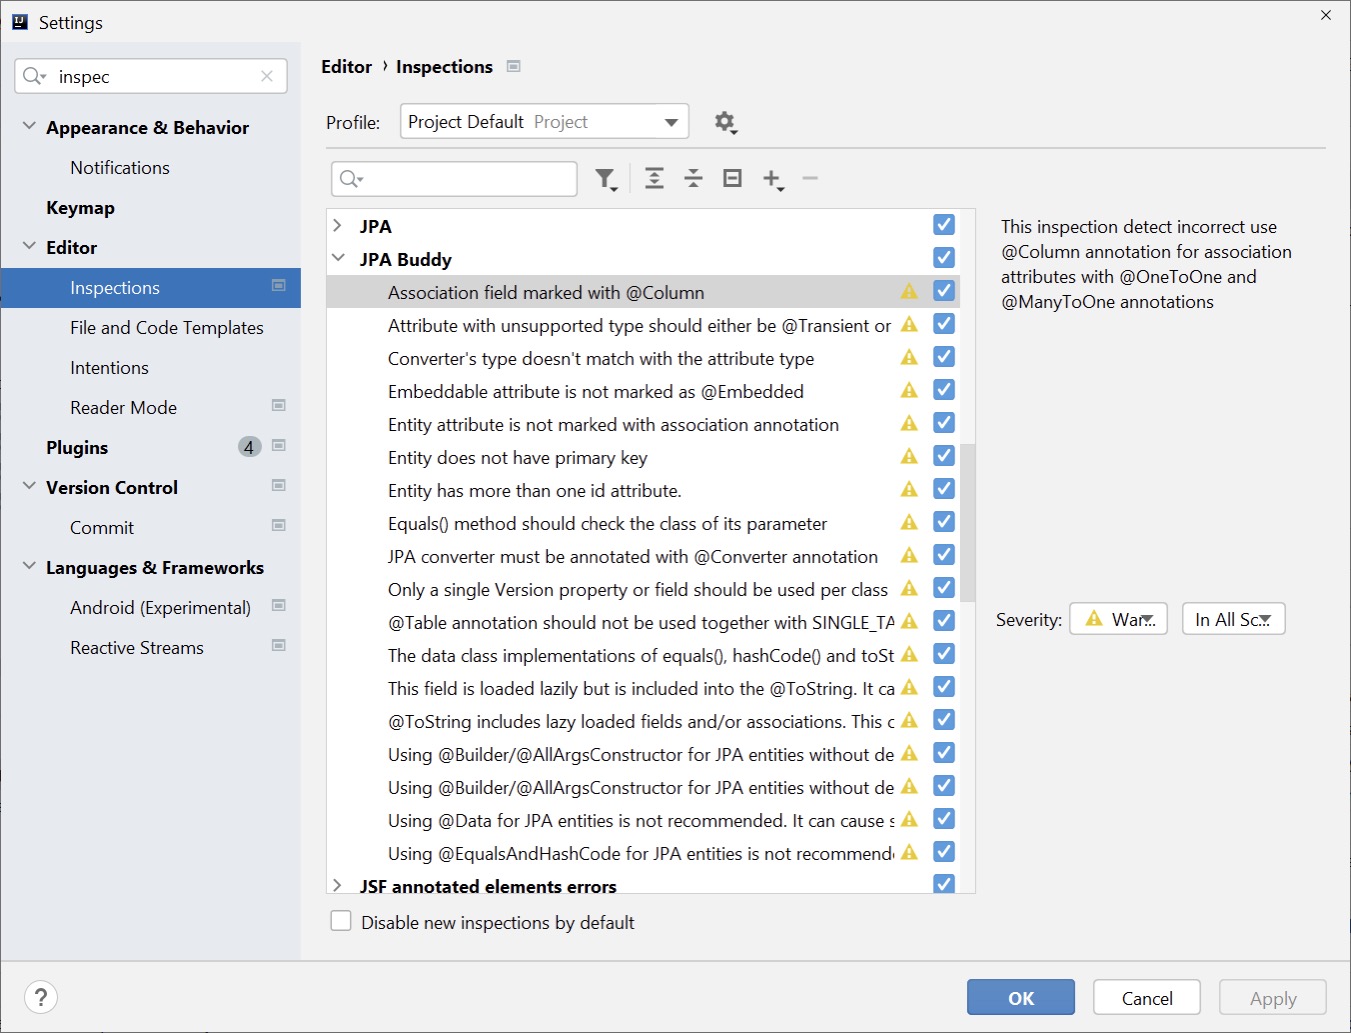 Settings
inspec
Appearance & Behavior
Notifications
Keymap
Editor
Inspections
File and Code Templates
Intentions
Reader Mode
Plugins 4
Version Control
Commit
Languages & Frameworks
Android (Experimental)
Reactive Streams
Editor › Inspections
Profile: Project Default Project
JPA
JPA Buddy
Association field marked with @Column
Attribute with unsupported type should either be @Transient or
Converter's type doesn't match with the attribute type
Embeddable attribute is not marked as @Embedded
Entity attribute is not marked with association annotation
Entity does not have primary key
Entity has more than one id attribute.
Equals() method should check the class of its parameter
JPA converter must be annotated with @Converter annotation
Only a single Version property or field should be used per class
@Table annotation should not be used together with SINGLE_TA
The data class implementations of equals(), hashCode() and toSt
This field is loaded lazily but is included into the @ToString. It ca
@ToString includes lazy loaded fields and/or associations. This c
Using @Builder/@AllArgsConstructor for JPA entities without de
Using @Builder/@AllArgsConstructor for JPA entities without de
Using @Data for JPA entities is not recommended. It can cause s
Using @EqualsAndHashCode for JPA entities is not recommend
JSF annotated elements errors
Disable new inspections by default
This inspection detect incorrect use
@Column annotation for association
attributes with @OneToOne and
@ManyToOne annotations
Severity: War... In All Sc...
?
OK Cancel Apply
IJ